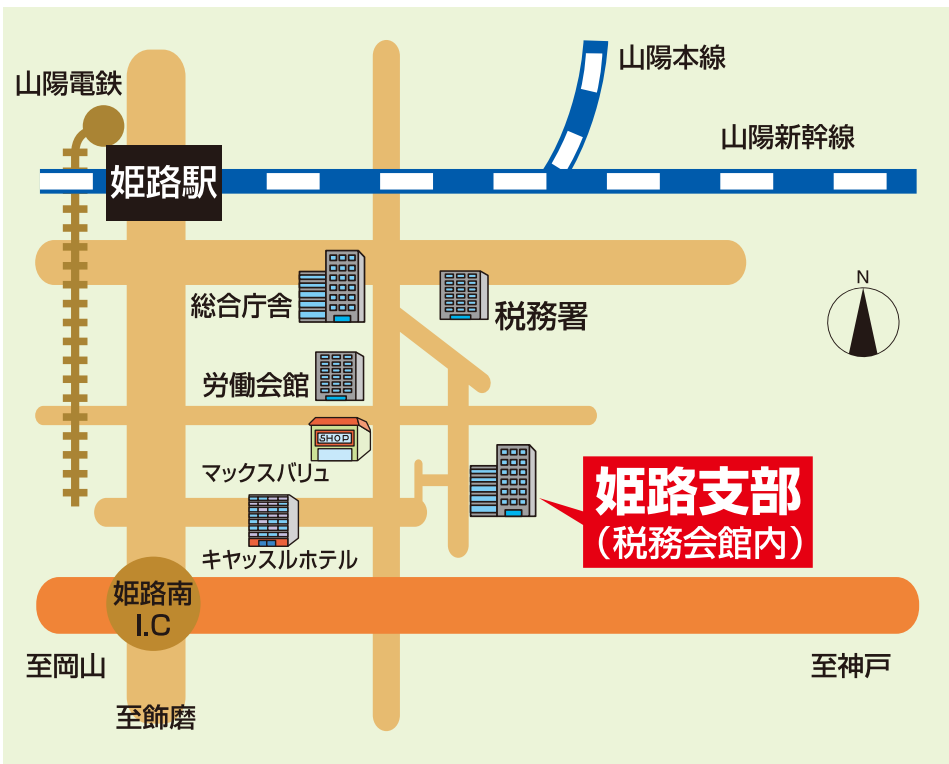 山陽本線
山陽電鉄
山陽新幹線
姫路駅
N
総合庁舎
税務署
労働会館
SHOP
マックスバリュ
姫路支部
（税務会館内）
キャッスルホテル
姫路南
I.C
至岡山
至神戸
至飾磨